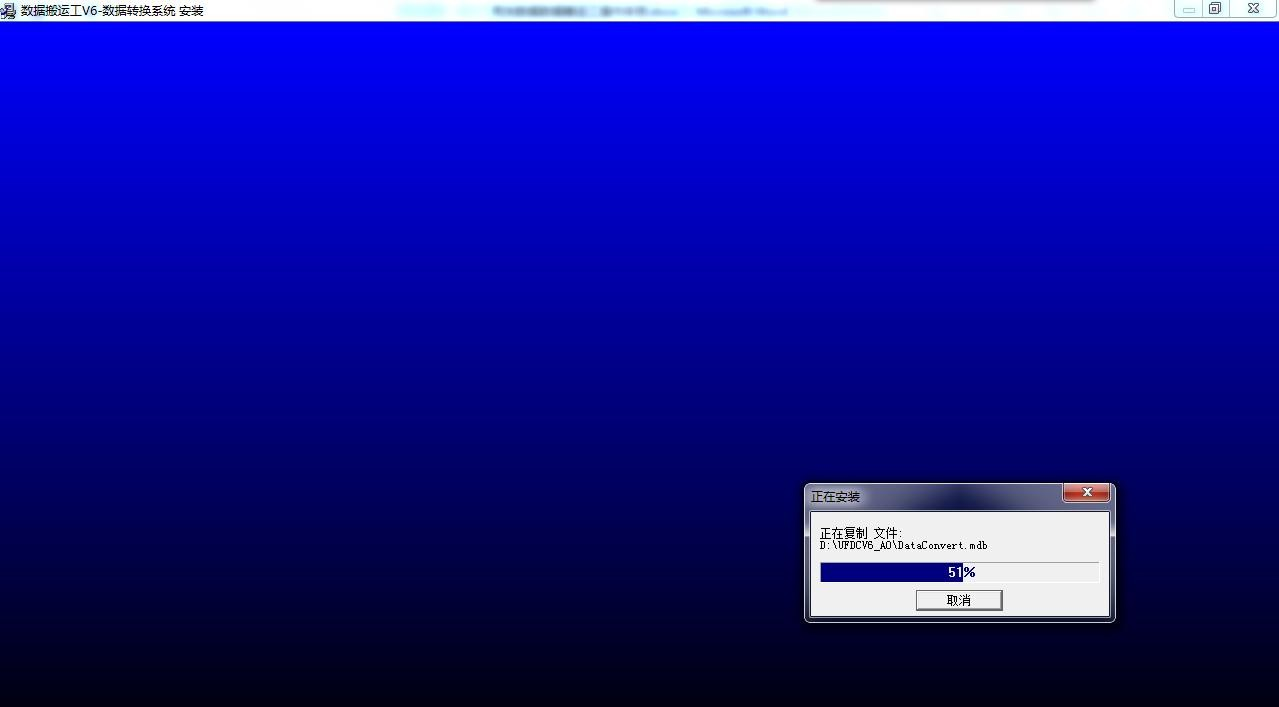 数据搬运工V6-数据转换系统 安装
正在安装
正在复制 文件:
D:\UFDCV6_AO\DataConvert.mdb
51%
取消